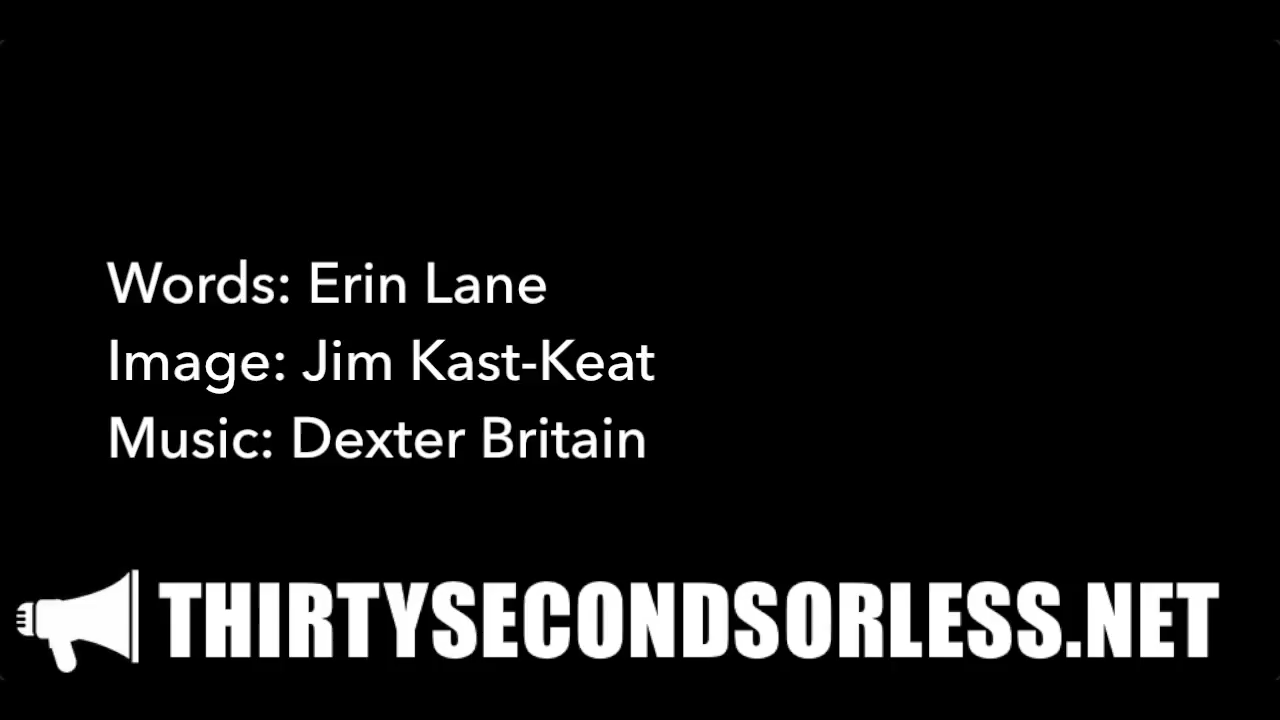 Words: Erin Lane
Image: Jim Kast-Keat
Music: Dexter Britain
THIRTYSECONDSORLESS.NET